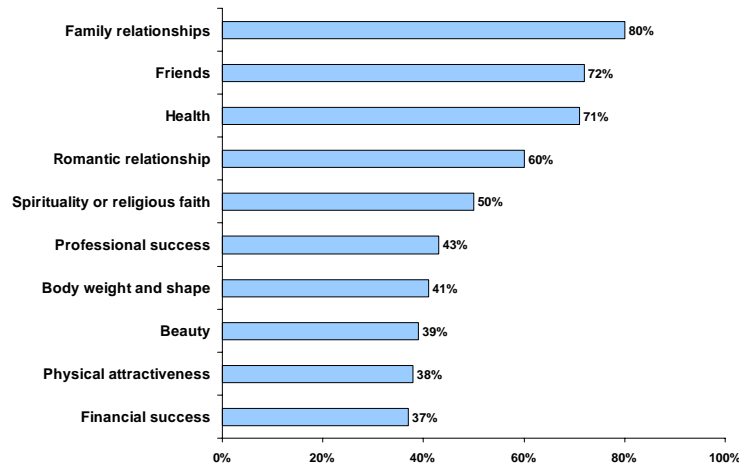 Family relationships 80%
Friends 72%
Health 71%
Romantic relationship 60%
Spirituality or religious faith 50%
Professional success 43%
Body weight and shape 41%
Beauty 39%
Physical attractiveness 38%
Financial success 37%
0% 20% 40% 60% 80% 100%